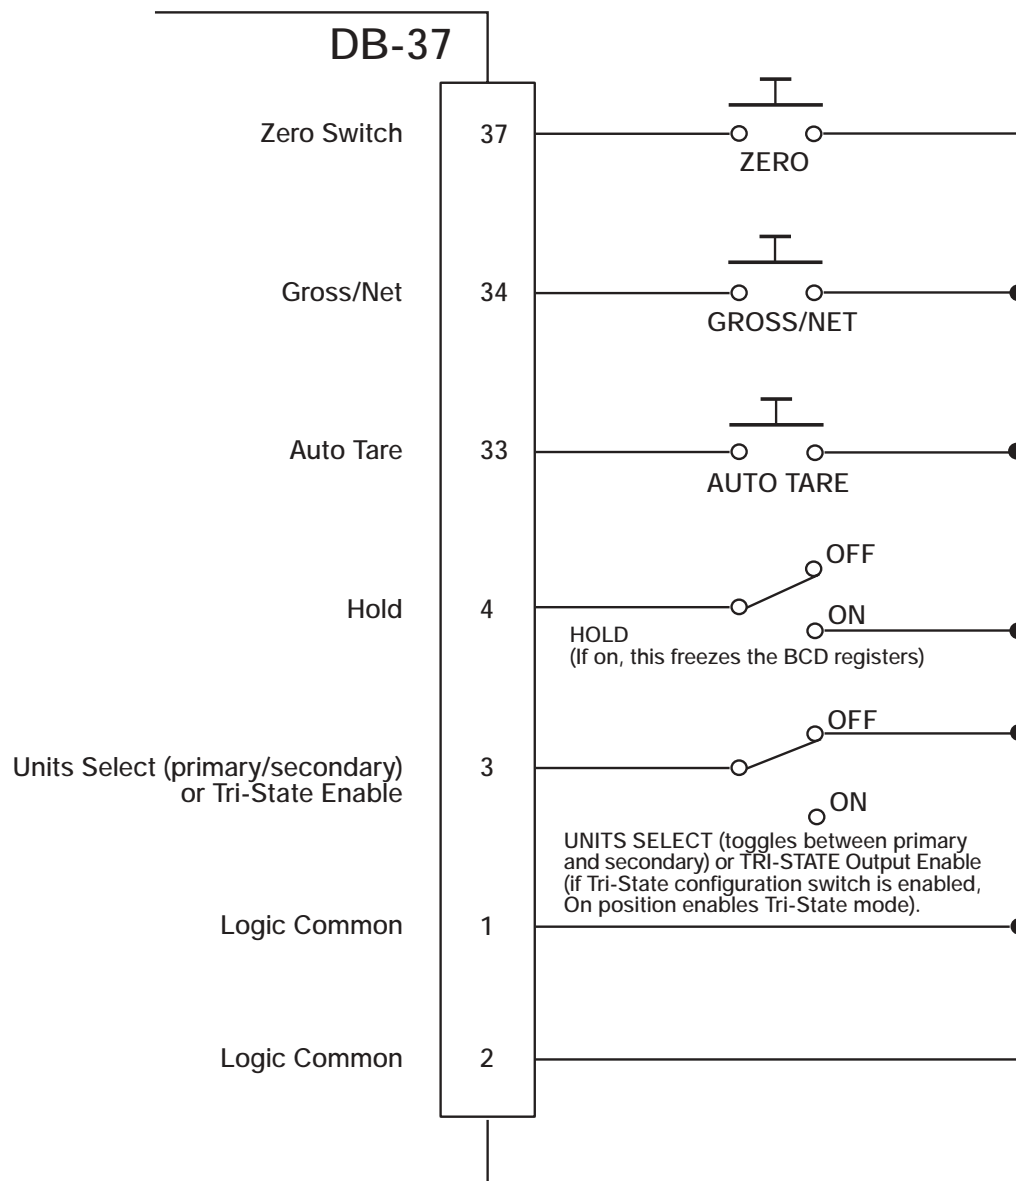 DB-37
Zero Switch 37
ZERO
Gross/Net 34
GROSS/NET
Auto Tare 33
AUTO TARE
OFF
Hold 4
ON
HOLD
(If on, this freezes the BCD registers)
OFF
Units Select (primary/secondary) 3
or Tri-State Enable
ON
UNITS SELECT (toggles between primary
and secondary) or TRI-STATE Output Enable
(if Tri-State configuration switch is enabled,
On position enables Tri-State mode).
Logic Common 1
Logic Common 2